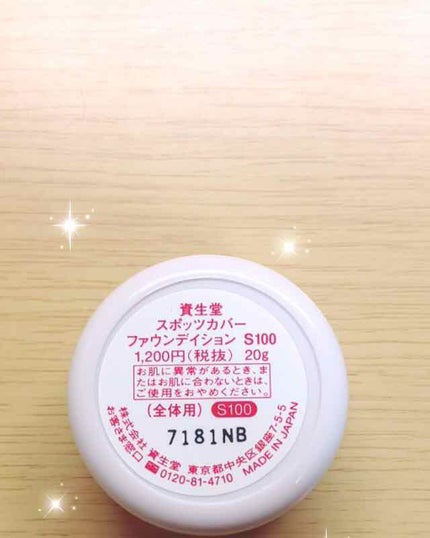 資生堂
スポッツカバー
ファウンデイション S100
1,200円(税抜) 20g
お肌に異常があるとき、ま
たはお肌に合わないときは、
ご使用をおやめください。
(全体用) S100
7181NB
株式会社 資生堂 東京都中央区銀座7-5-5
お客さま窓口 0120-81-4710 MADE IN JAPAN